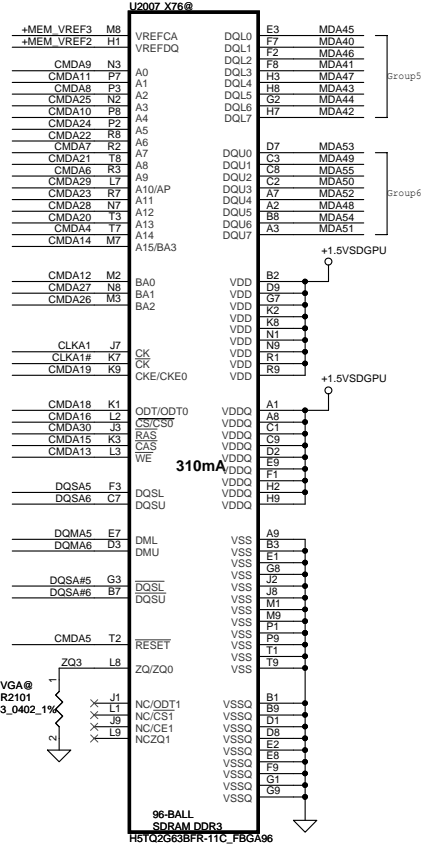 U2007 X76@
+MEM_VREF3 M8 VREFCA
+MEM_VREF2 H1 VREFDQ
CMDA9 N3 A0
CMDA11 P7 A1
CMDA8 P3 A2
CMDA25 N2 A3
CMDA10 P8 A4
CMDA24 P2 A5
CMDA22 R8 A6
CMDA7 R2 A7
CMDA21 T8 A8
CMDA6 R3 A9
CMDA29 L7 A10/AP
CMDA23 R7 A11
CMDA28 N7 A12
CMDA20 T3 A13
CMDA4 T7 A14
CMDA14 M7 A15/BA3
CMDA12 M2 BA0
CMDA27 N8 BA1
CMDA26 M3 BA2
CLKA1 J7 CK
CLKA1# K7 CK
CMDA19 K9 CKE/CKE0
CMDA18 K1 ODT/ODT0
CMDA16 L2 CS/CS0
CMDA30 J3 RAS
CMDA15 K3 CAS
CMDA13 L3 WE
DQSA5 F3 DQSL
DQSA6 C7 DQSU
DQMA5 E7 DML
DQMA6 D3 DMU
DQSA#5 G3 DQSL
DQSA#6 B7 DQSU
CMDA5 T2 RESET
ZQ3 L8 ZQ/ZQ0
1
VGA@
R2101
3_0402_1%
2
J1 NC/ODT1
L1 NC/CS1
J9 NC/CE1
L9 NCZQ1
DQL0 E3 MDA45
DQL1 F7 MDA40
DQL2 F2 MDA46
DQL3 F8 MDA41
DQL4 H3 MDA47
DQL5 H8 MDA43
DQL6 G2 MDA44
DQL7 H7 MDA42
Group5
DQU0 D7 MDA53
DQU1 C3 MDA49
DQU2 C8 MDA55
DQU3 C2 MDA50
DQU4 A7 MDA52
DQU5 A2 MDA48
DQU6 B8 MDA54
DQU7 A3 MDA51
Group6
+1.5VSDGPU
VDD B2
VDD D9
VDD G7
VDD K2
VDD K8
VDD N1
VDD N9
VDD R1
VDD R9
+1.5VSDGPU
VDDQ A1
VDDQ A8
VDDQ C1
VDDQ C9
VDDQ D2
VDDQ E9
VDDQ F1
VDDQ H2
VDDQ H9
310mA
VSS A9
VSS B3
VSS E1
VSS G8
VSS J2
VSS J8
VSS M1
VSS M9
VSS P1
VSS P9
VSS T1
VSS T9
VSSQ B1
VSSQ B9
VSSQ D1
VSSQ D8
VSSQ E2
VSSQ E8
VSSQ F9
VSSQ G1
VSSQ G9
96-BALL
SDRAM DDR3
H5TQ2G63BFR-11C_FBGA96